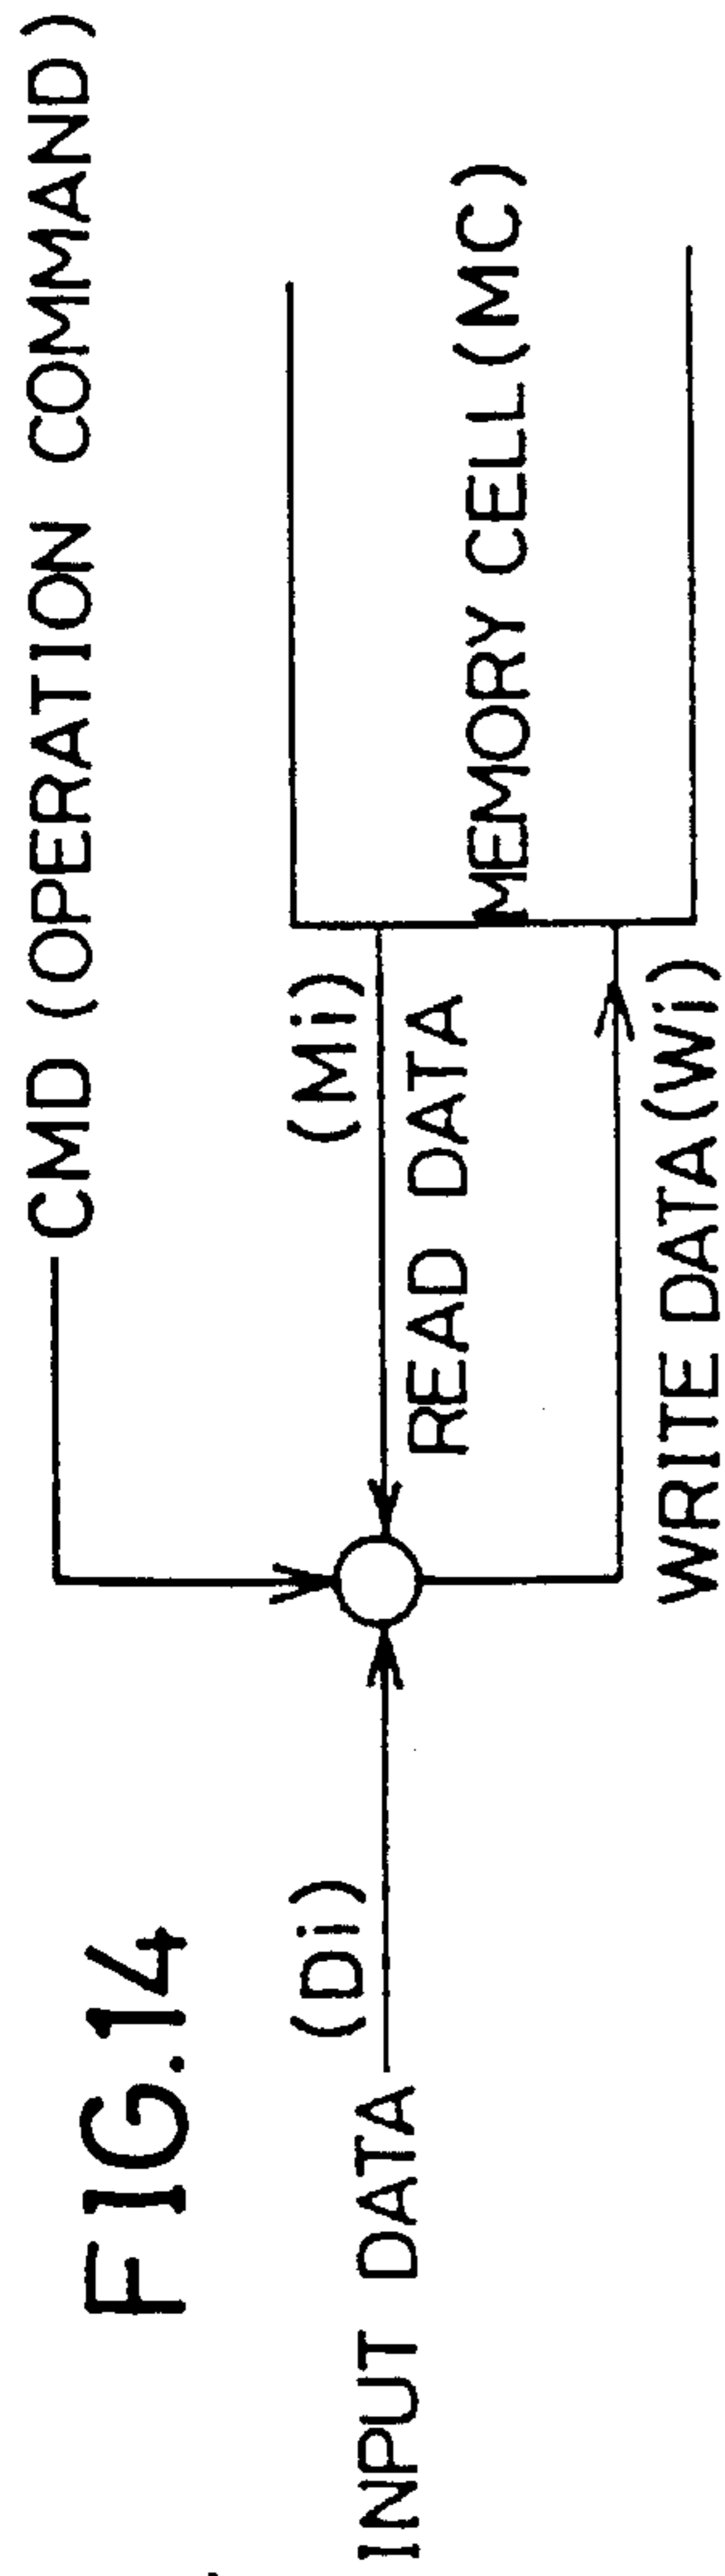 FIG.14
CMD (OPERATION COMMAND)
(Di)
(Mi)
INPUT DATA
READ DATA
MEMORY CELL(MC)
WRITE DATA(Wi)